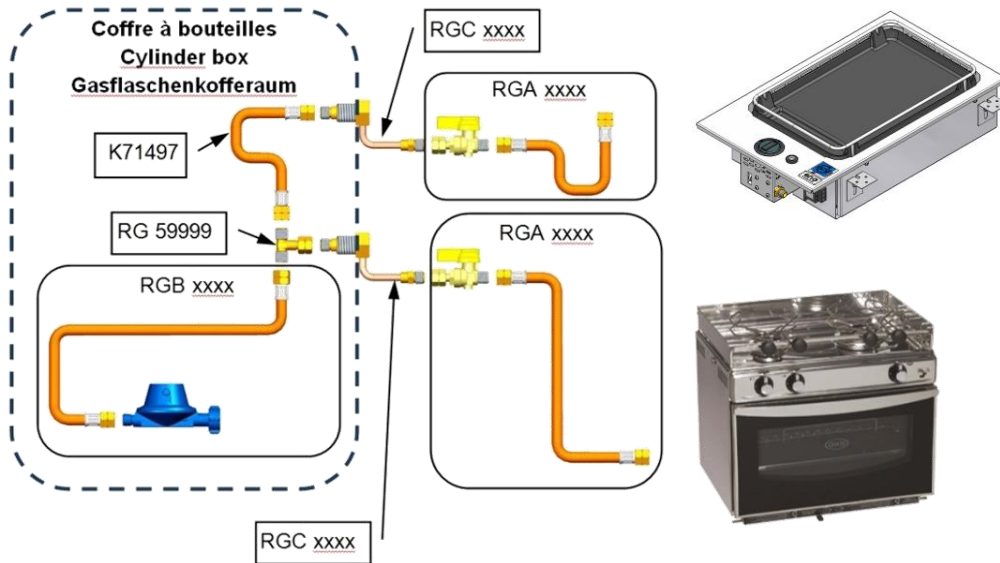 Coffre à bouteilles
Cylinder box
Gasflaschenkofferaum
RGC xxxx
RGA xxxx
K71497
RG 59999
RGA xxxx
RGB xxxx
RGC xxxx